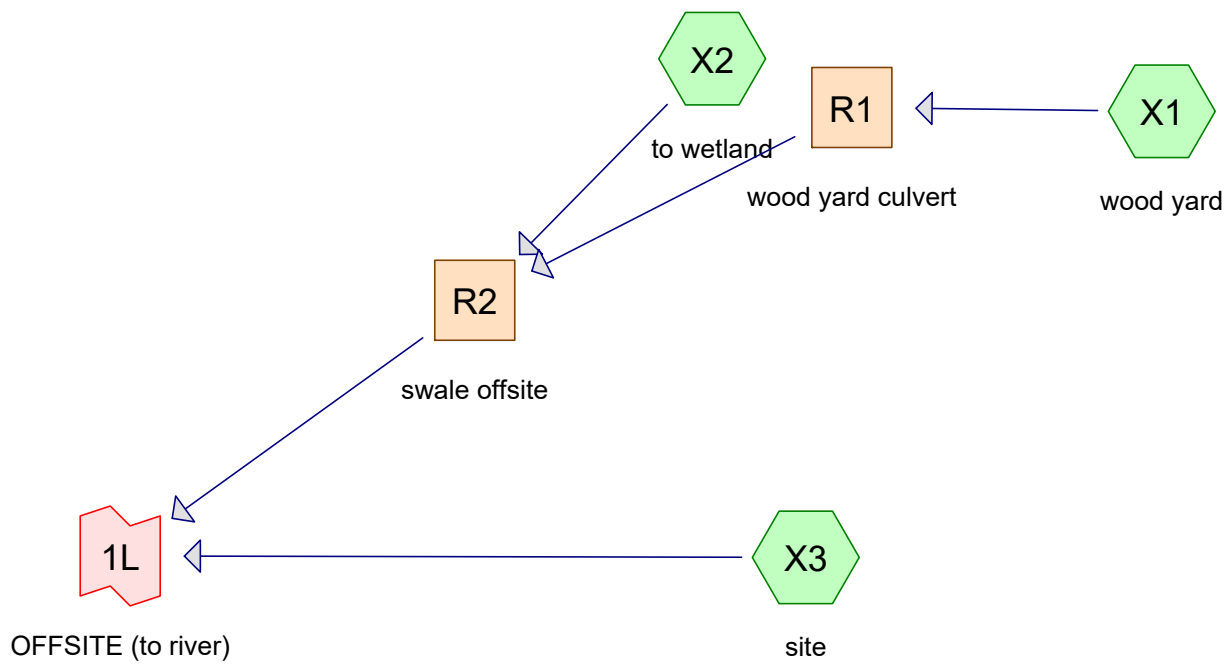 X2
R1
X1
to wetland
wood yard culvert
wood yard
R2
swale offsite
1L
X3
OFFSITE (to river)
site